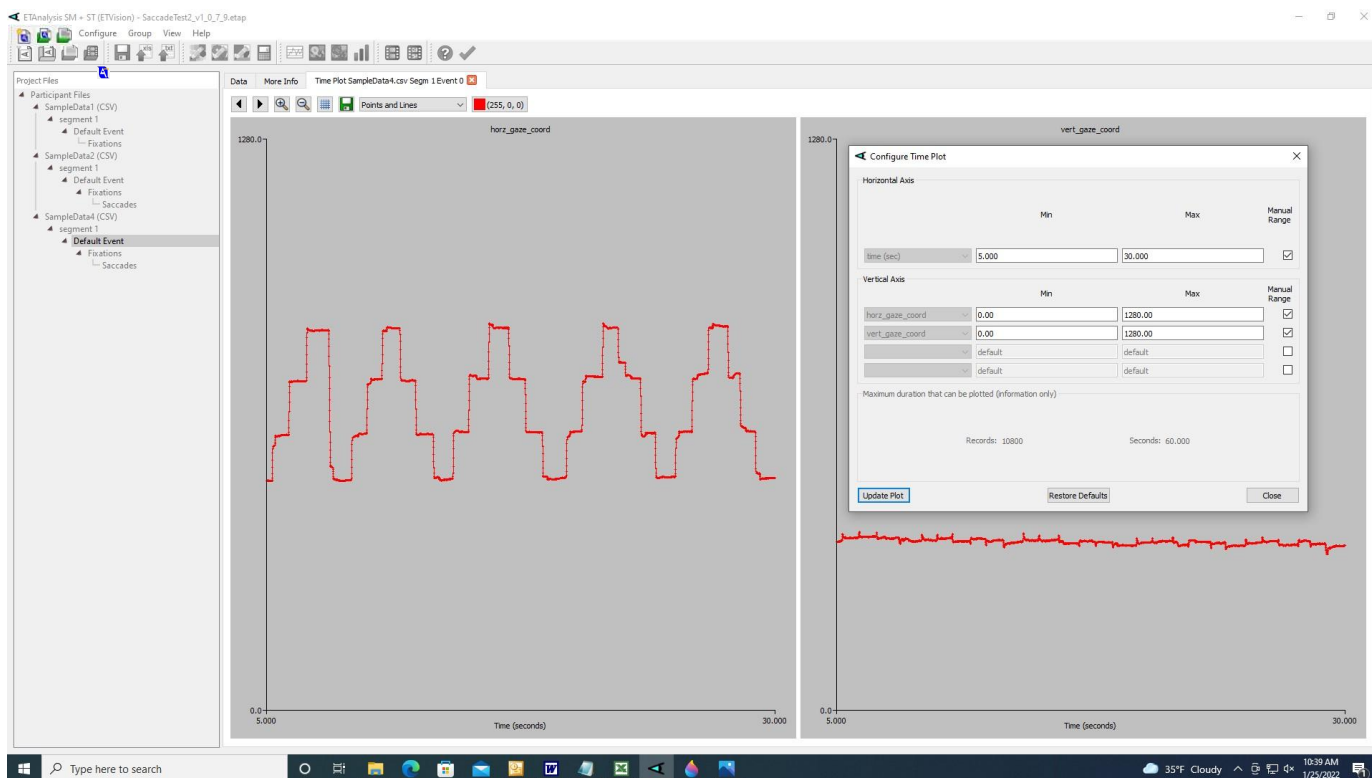 ETAnalysis SM + ST (ETVision) - SaccadeTest2_v1_0_7_9.etap
Configure Group View Help
Project Files
Participant Files
SampleData1 (CSV)
segment 1
Default Event
Fixations
SampleData2 (CSV)
segment 1
Default Event
Fixations
Saccades
SampleData4 (CSV)
segment 1
Default Event
Fixations
Saccades
Data More Info Time Plot SampleData4.csv Segm 1 Event 0
Points and Lines (255, 0, 0)
horz_gaze_coord
1280.0
0.0
5.000 Time (seconds) 30.000
vert_gaze_coord
1280.0
0.0
5.000 Time (seconds) 30.000
Configure Time Plot
Horizontal Axis
Min Max Manual Range
time (sec) 5.000 30.000
Vertical Axis
Min Max Manual Range
horz_gaze_coord 0.00 1280.00
vert_gaze_coord 0.00 1280.00
default default
default default
Maximum duration that can be plotted (information only)
Records: 10800 Seconds: 60.000
Update Plot Restore Defaults Close
Type here to search
35°F Cloudy 10:39 AM
1/25/2022